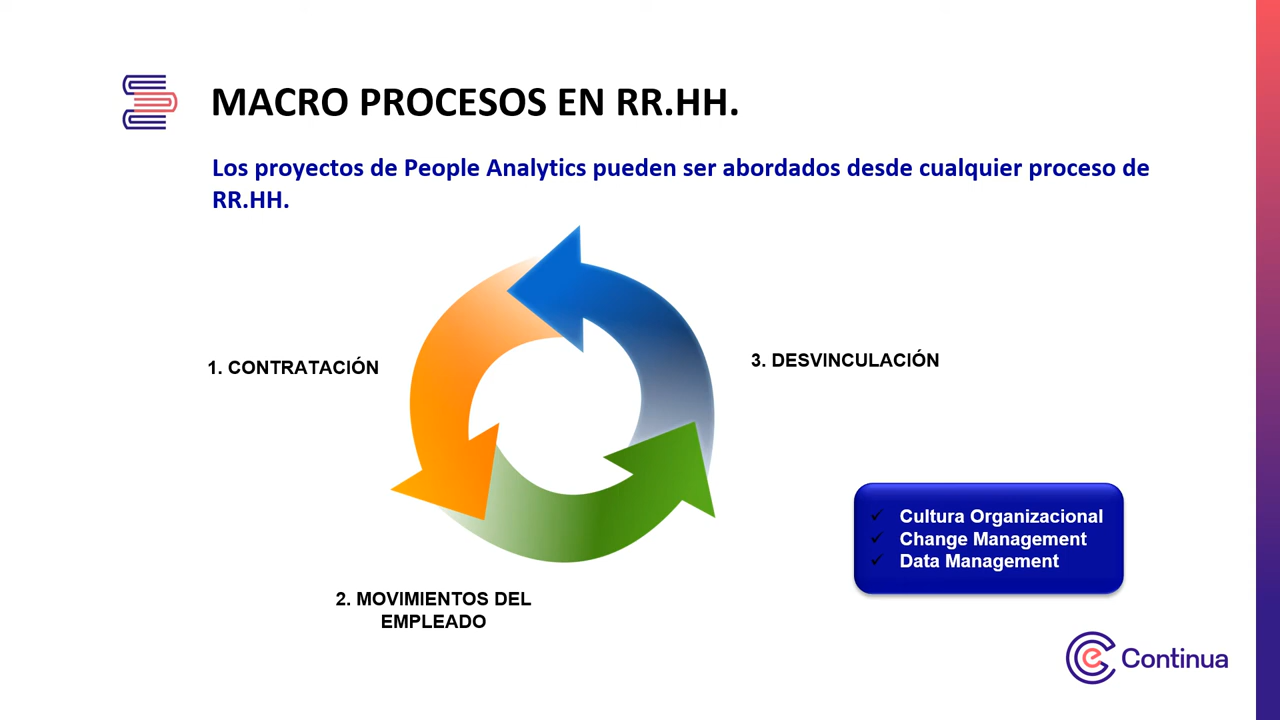 MACRO PROCESOS EN RR.HH.
Los proyectos de People Analytics pueden ser abordados desde cualquier proceso de
RR.HH.
1. CONTRATACIÓN
3. DESVINCULACIÓN
2. MOVIMIENTOS DEL
EMPLEADO
Cultura Organizacional
Change Management
Data Management
e Continua